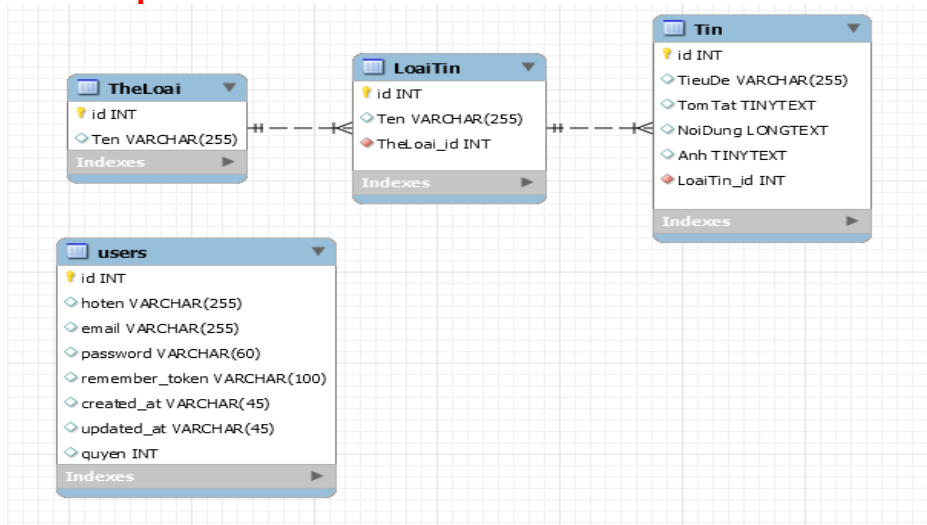 TheLoai
id INT
Ten VARCHAR(255)
Indexes
LoaiTin
id INT
Ten VARCHAR(255)
TheLoai_id INT
Indexes
Tin
id INT
TieuDe VARCHAR(255)
Tom Tat TINYTEXT
NoiDung LONGTEXT
Anh TINYTEXT
LoaiTin_id INT
Indexes
users
id INT
hoten VARCHAR(255)
email VARCHAR(255)
password VARCHAR(60)
remember_token VARCHAR(100)
created_at VARCHAR(45)
updated_at VARCHAR(45)
quyen INT
Indexes